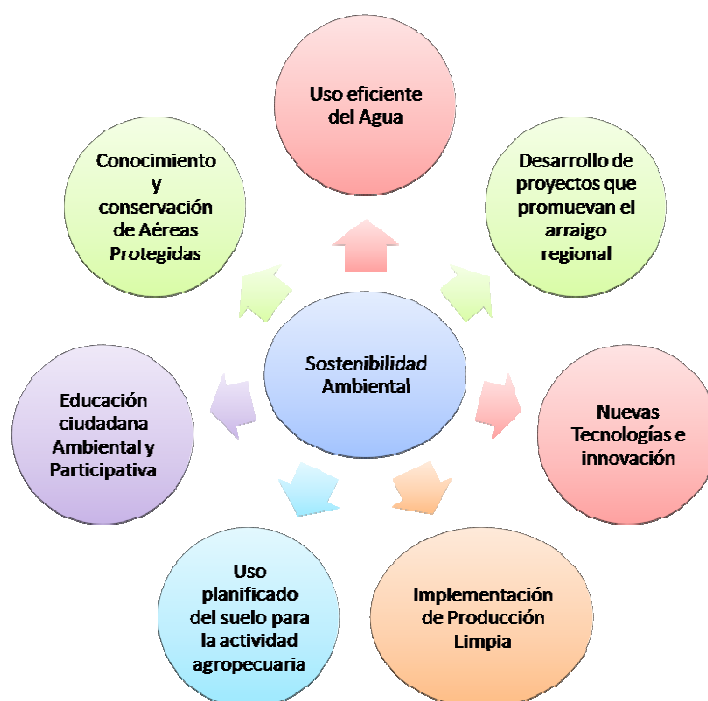 Uso eficiente
del Agua
Conocimiento
y
conservación
de Aéreas
Protegidas
Desarrollo de
proyectos que
promuevan el
arraigo
regional
Sostenibilidad
Ambiental
Educación
ciudadana
Ambiental y
Participativa
Nuevas
Tecnologías e
innovación
Uso
planificado
del suelo para
la actividad
agropecuaria
Implementación
de Producción
Limpia